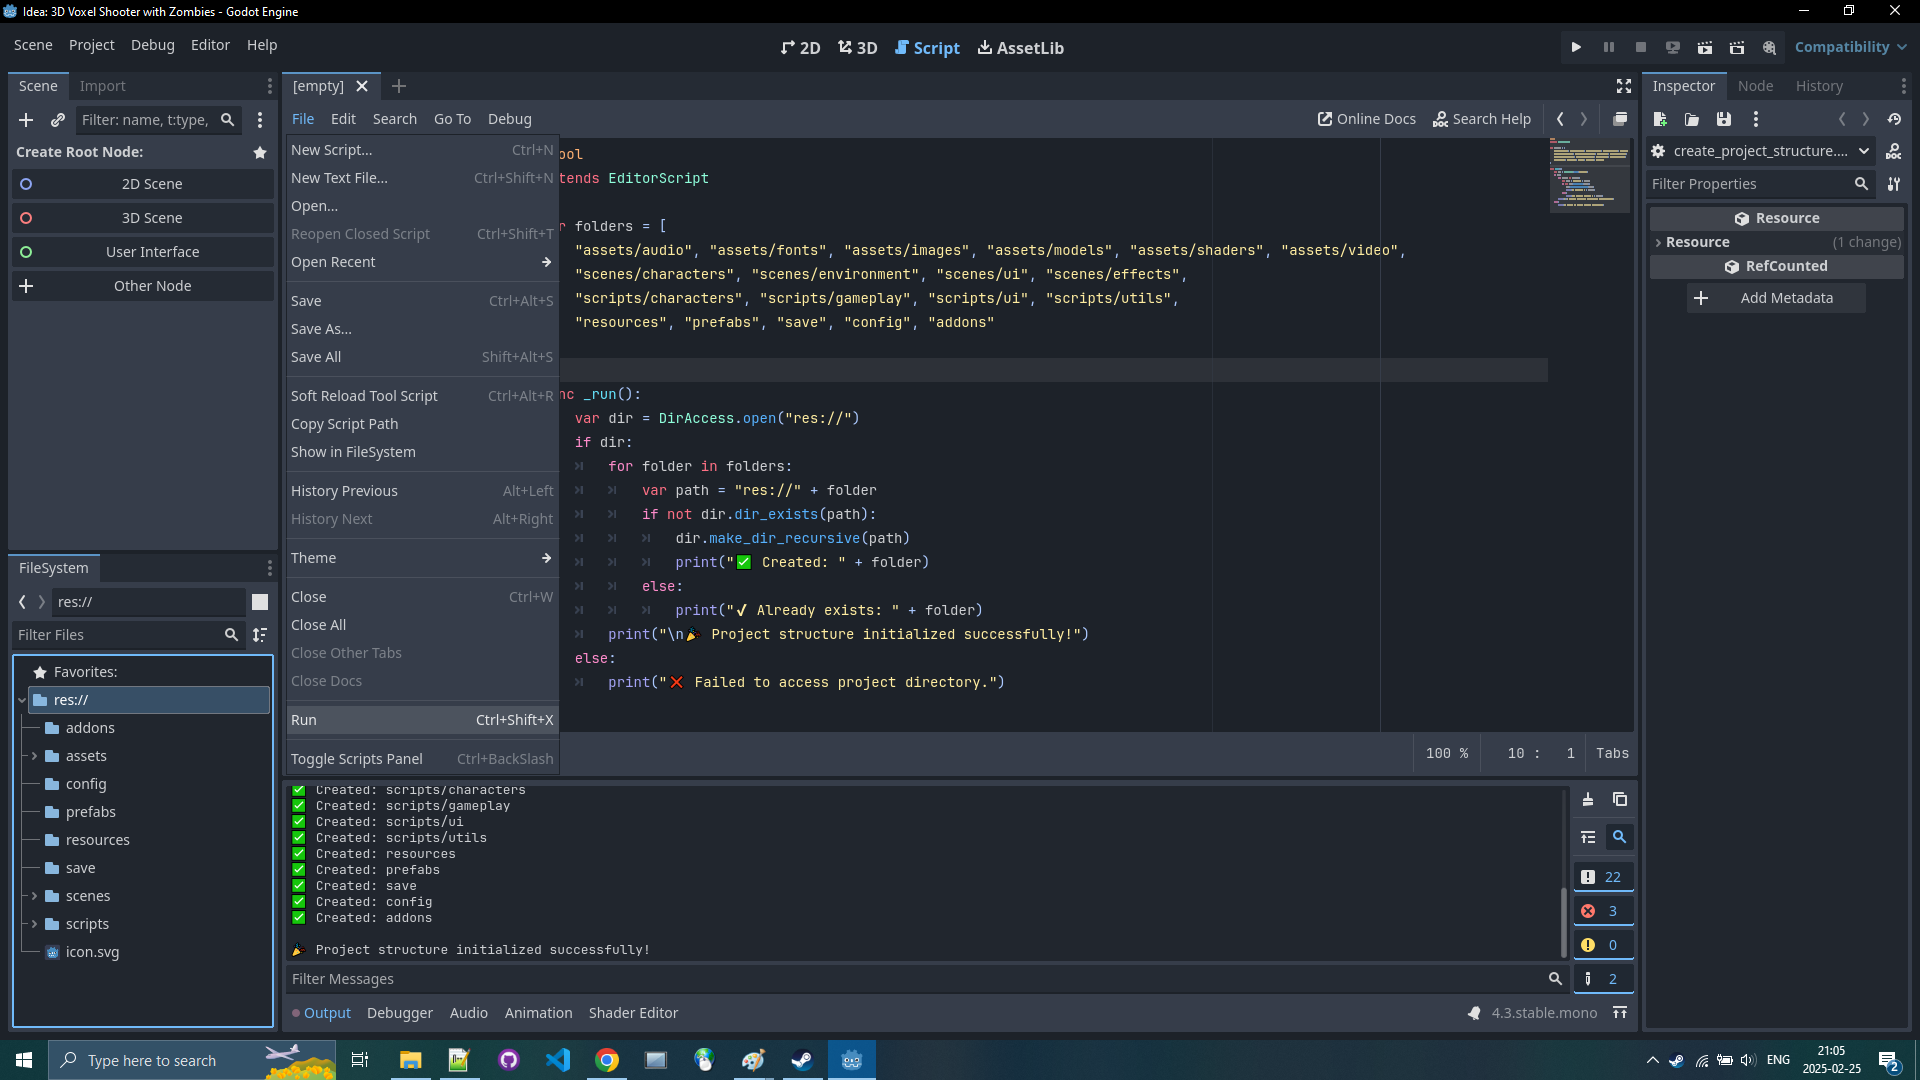 Idea: 3D Voxel Shooter with Zombies - Godot Engine
Scene Project Debug Editor Help
2D 3D Script AssetLib
Compatibility
Scene Import
Filter: name, t:type,
Create Root Node:
2D Scene
3D Scene
User Interface
Other Node
FileSystem
res://
Filter Files
Favorites:
res://
addons
assets
config
prefabs
resources
save
scenes
scripts
icon.svg
[empty]
File Edit Search Go To Debug
Online Docs Search Help
New Script... Ctrl+N
New Text File... Ctrl+Shift+N
Open...
Reopen Closed Script Ctrl+Shift+T
Open Recent
Save Ctrl+Alt+S
Save As...
Save All Shift+Alt+S
Soft Reload Tool Script Ctrl+Alt+R
Copy Script Path
Show in FileSystem
History Previous Alt+Left
History Next Alt+Right
Theme
Close Ctrl+W
Close All
Close Other Tabs
Close Docs
Run Ctrl+Shift+X
Toggle Scripts Panel Ctrl+BackSlash
ool
tends EditorScript
r folders = [
"assets/audio", "assets/fonts", "assets/images", "assets/models", "assets/shaders", "assets/video",
"scenes/characters", "scenes/environment", "scenes/ui", "scenes/effects",
"scripts/characters", "scripts/gameplay", "scripts/ui", "scripts/utils",
"resources", "prefabs", "save", "config", "addons"
nc _run():
var dir = DirAccess.open("res://")
if dir:
for folder in folders:
var path = "res://" + folder
if not dir.dir_exists(path):
dir.make_dir_recursive(path)
print("✅ Created: " + folder)
else:
print("✔ Already exists: " + folder)
print("\n🎉 Project structure initialized successfully!")
else:
print("❌ Failed to access project directory.")
100 % 10 : 1 Tabs
✅ Created: scripts/characters
✅ Created: scripts/gameplay
✅ Created: scripts/ui
✅ Created: scripts/utils
✅ Created: resources
✅ Created: prefabs
✅ Created: save
✅ Created: config
✅ Created: addons
🎉 Project structure initialized successfully!
Filter Messages
22
3
0
2
Output Debugger Audio Animation Shader Editor
4.3.stable.mono
Inspector Node History
create_project_structure....
DOC
Filter Properties
Resource
Resource (1 change)
RefCounted
Add Metadata
Type here to search
ENG
21:05
2025-02-25
2